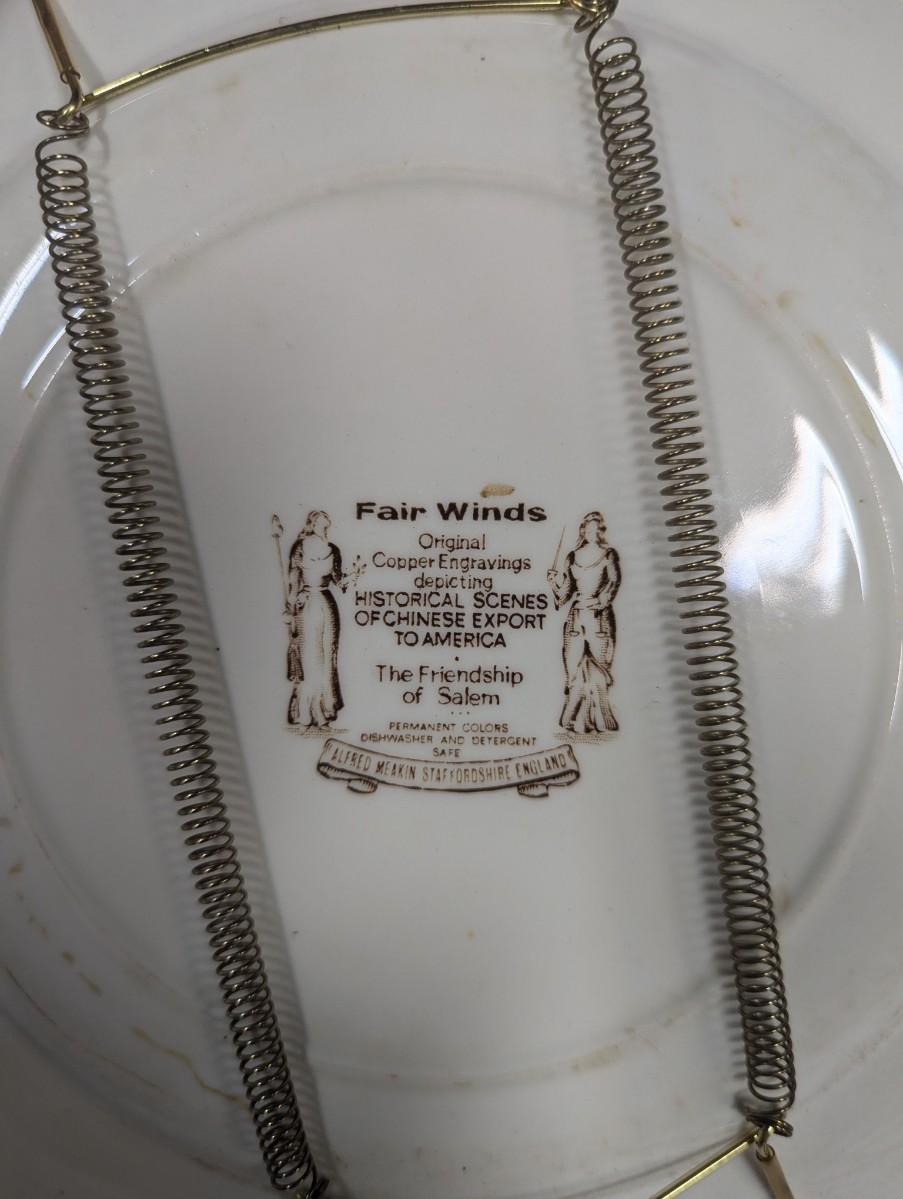 Fair Winds
Original
Copper Engravings
depicting
HISTORICAL SCENES
OF CHINESE EXPORT
TO AMERICA
The Friendship
of Salem
...
PERMANENT COLORS
DISHWASHER AND DETERGENT
SAFE
ALFRED MEAKIN STAFFORDSHIRE ENGLAND